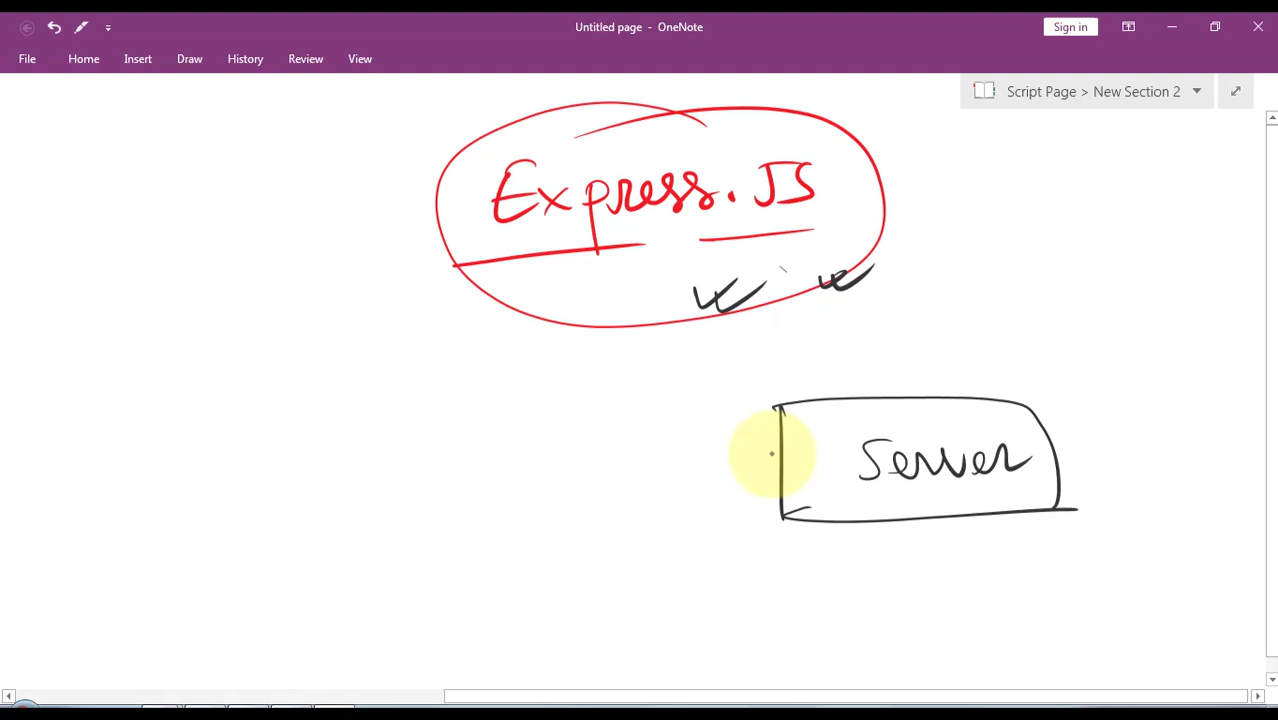 Untitled page - OneNote
Sign in
File Home Insert Draw History Review View
Script Page > New Section 2
Express.JS
Server